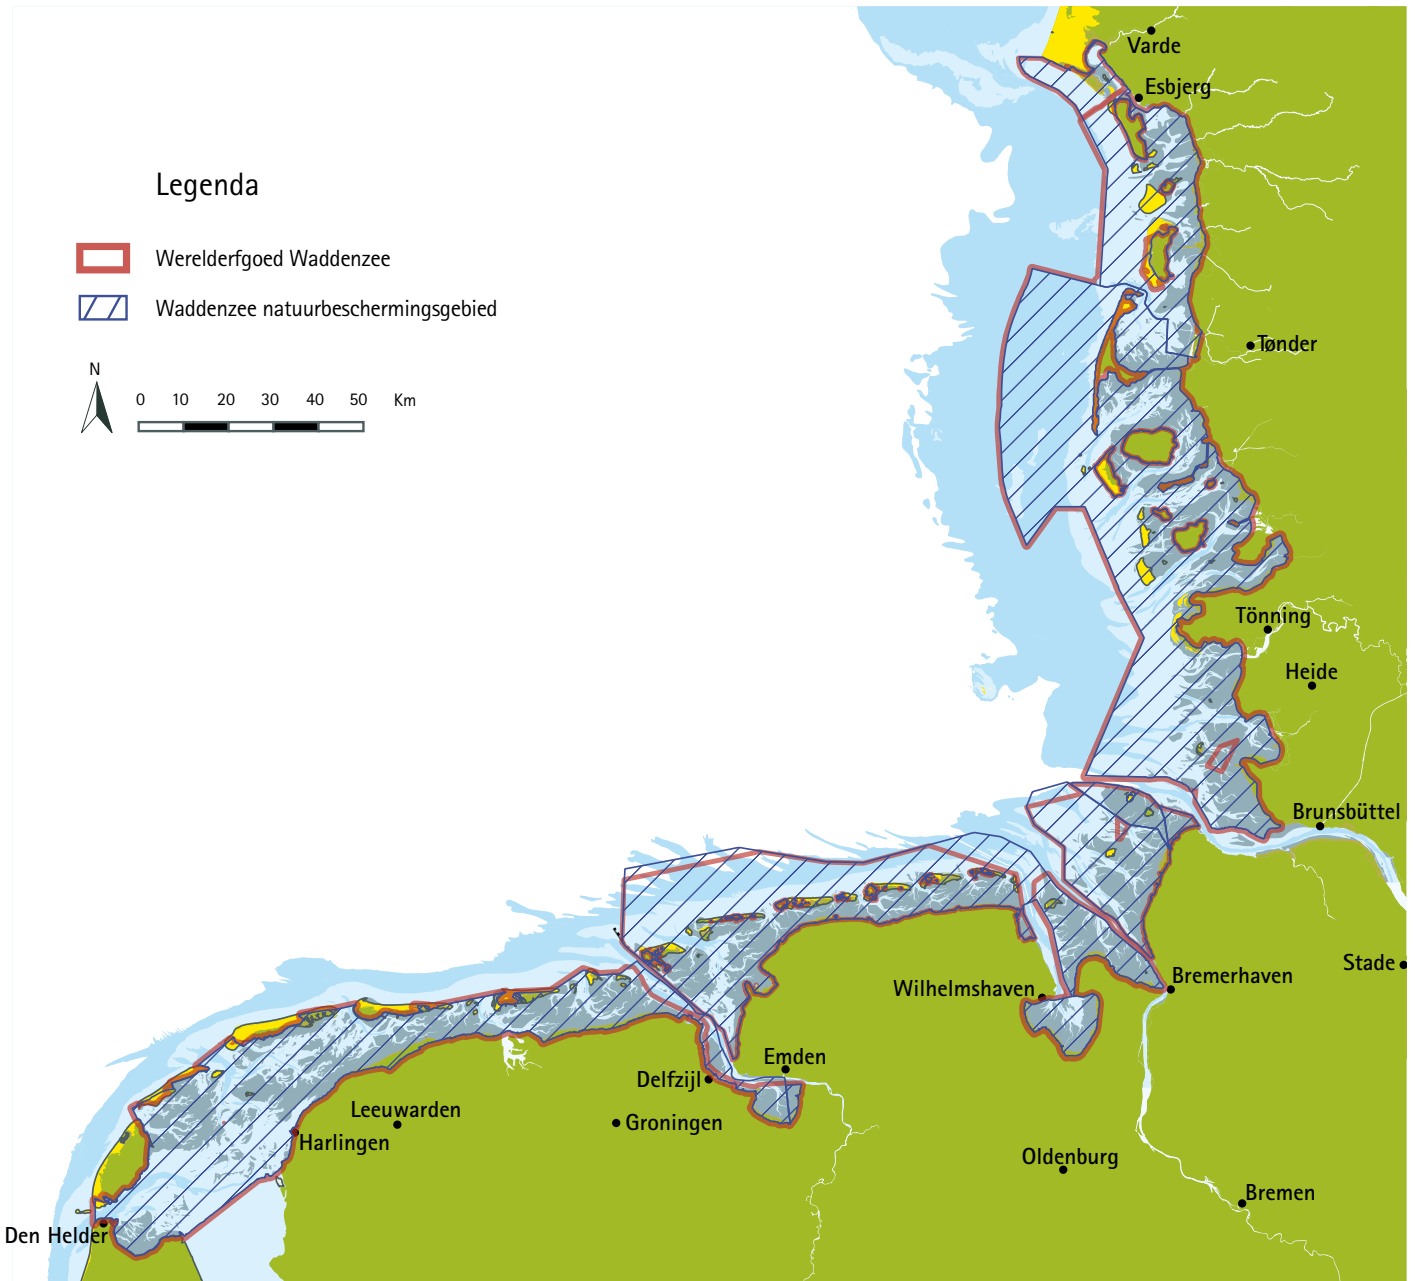 Varde
Esbjerg
Legenda
Werelderfgoed Waddenzee
Waddenzee natuurbeschermingsgebied
N
0 10 20 30 40 50 Km
Tønder
Tönning
Heide
Brunsbüttel
Stade
Bremerhaven
Wilhelmshaven
Emden
Delfzijl
Leeuwarden
Groningen
Harlingen
Oldenburg
Bremen
Den Helder